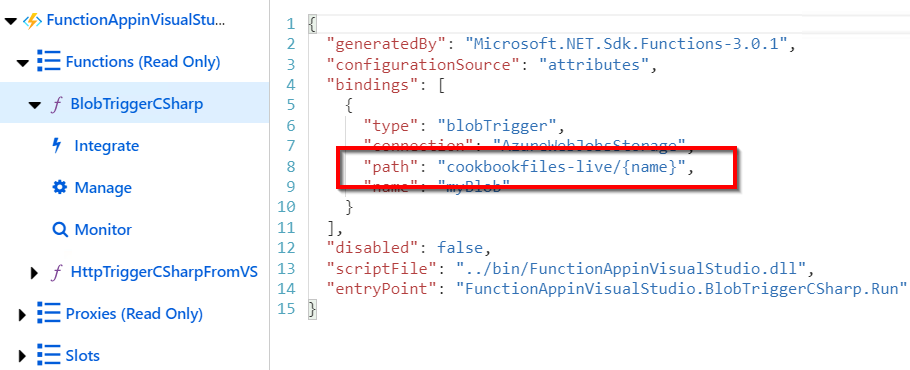 FunctionAppinVisualStu...
Functions (Read Only)
BlobTriggerCSharp
Integrate
Manage
Monitor
HttpTriggerCSharpFromVS
Proxies (Read Only)
Slots
1 {
2 "generatedBy": "Microsoft.NET.Sdk.Functions-3.0.1",
3 "configurationSource": "attributes",
4 "bindings": [
5 {
6 "type": "blobTrigger",
7 "connection": "AzureWebJobsStorage",
8 "path": "cookbookfiles-live/{name}",
9 "name": "myBlob"
10 }
11 ],
12 "disabled": false,
13 "scriptFile": "../bin/FunctionAppinVisualStudio.dll",
14 "entryPoint": "FunctionAppinVisualStudio.BlobTriggerCSharp.Run"
15 }